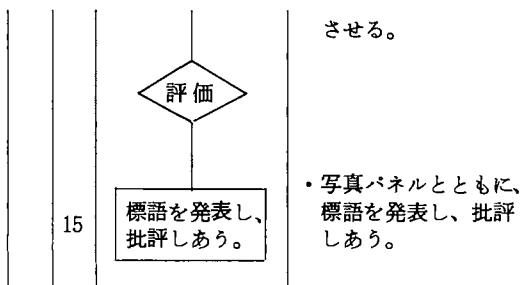 させる。
評価
15
標語を発表し、
批評しあう。
・写真パネルとともに、
標語を発表し、批評
しあう。